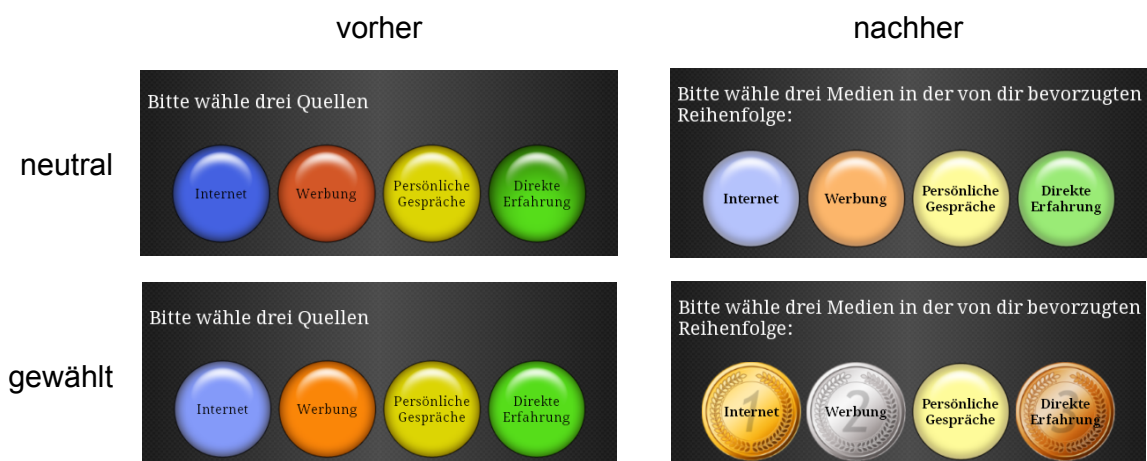 vorher
nachher
neutral
Bitte wähle drei Quellen
Internet
Werbung
Persönliche
Gespräche
Direkte
Erfahrung
Bitte wähle drei Medien in der von dir bevorzugten
Reihenfolge:
Internet
Werbung
Persönliche
Gespräche
Direkte
Erfahrung
gewählt
Bitte wähle drei Quellen
Internet
Werbung
Persönliche
Gespräche
Direkte
Erfahrung
Bitte wähle drei Medien in der von dir bevorzugten
Reihenfolge:
1
Internet
2
Werbung
Persönliche
Gespräche
3
Direkte
Erfahrung